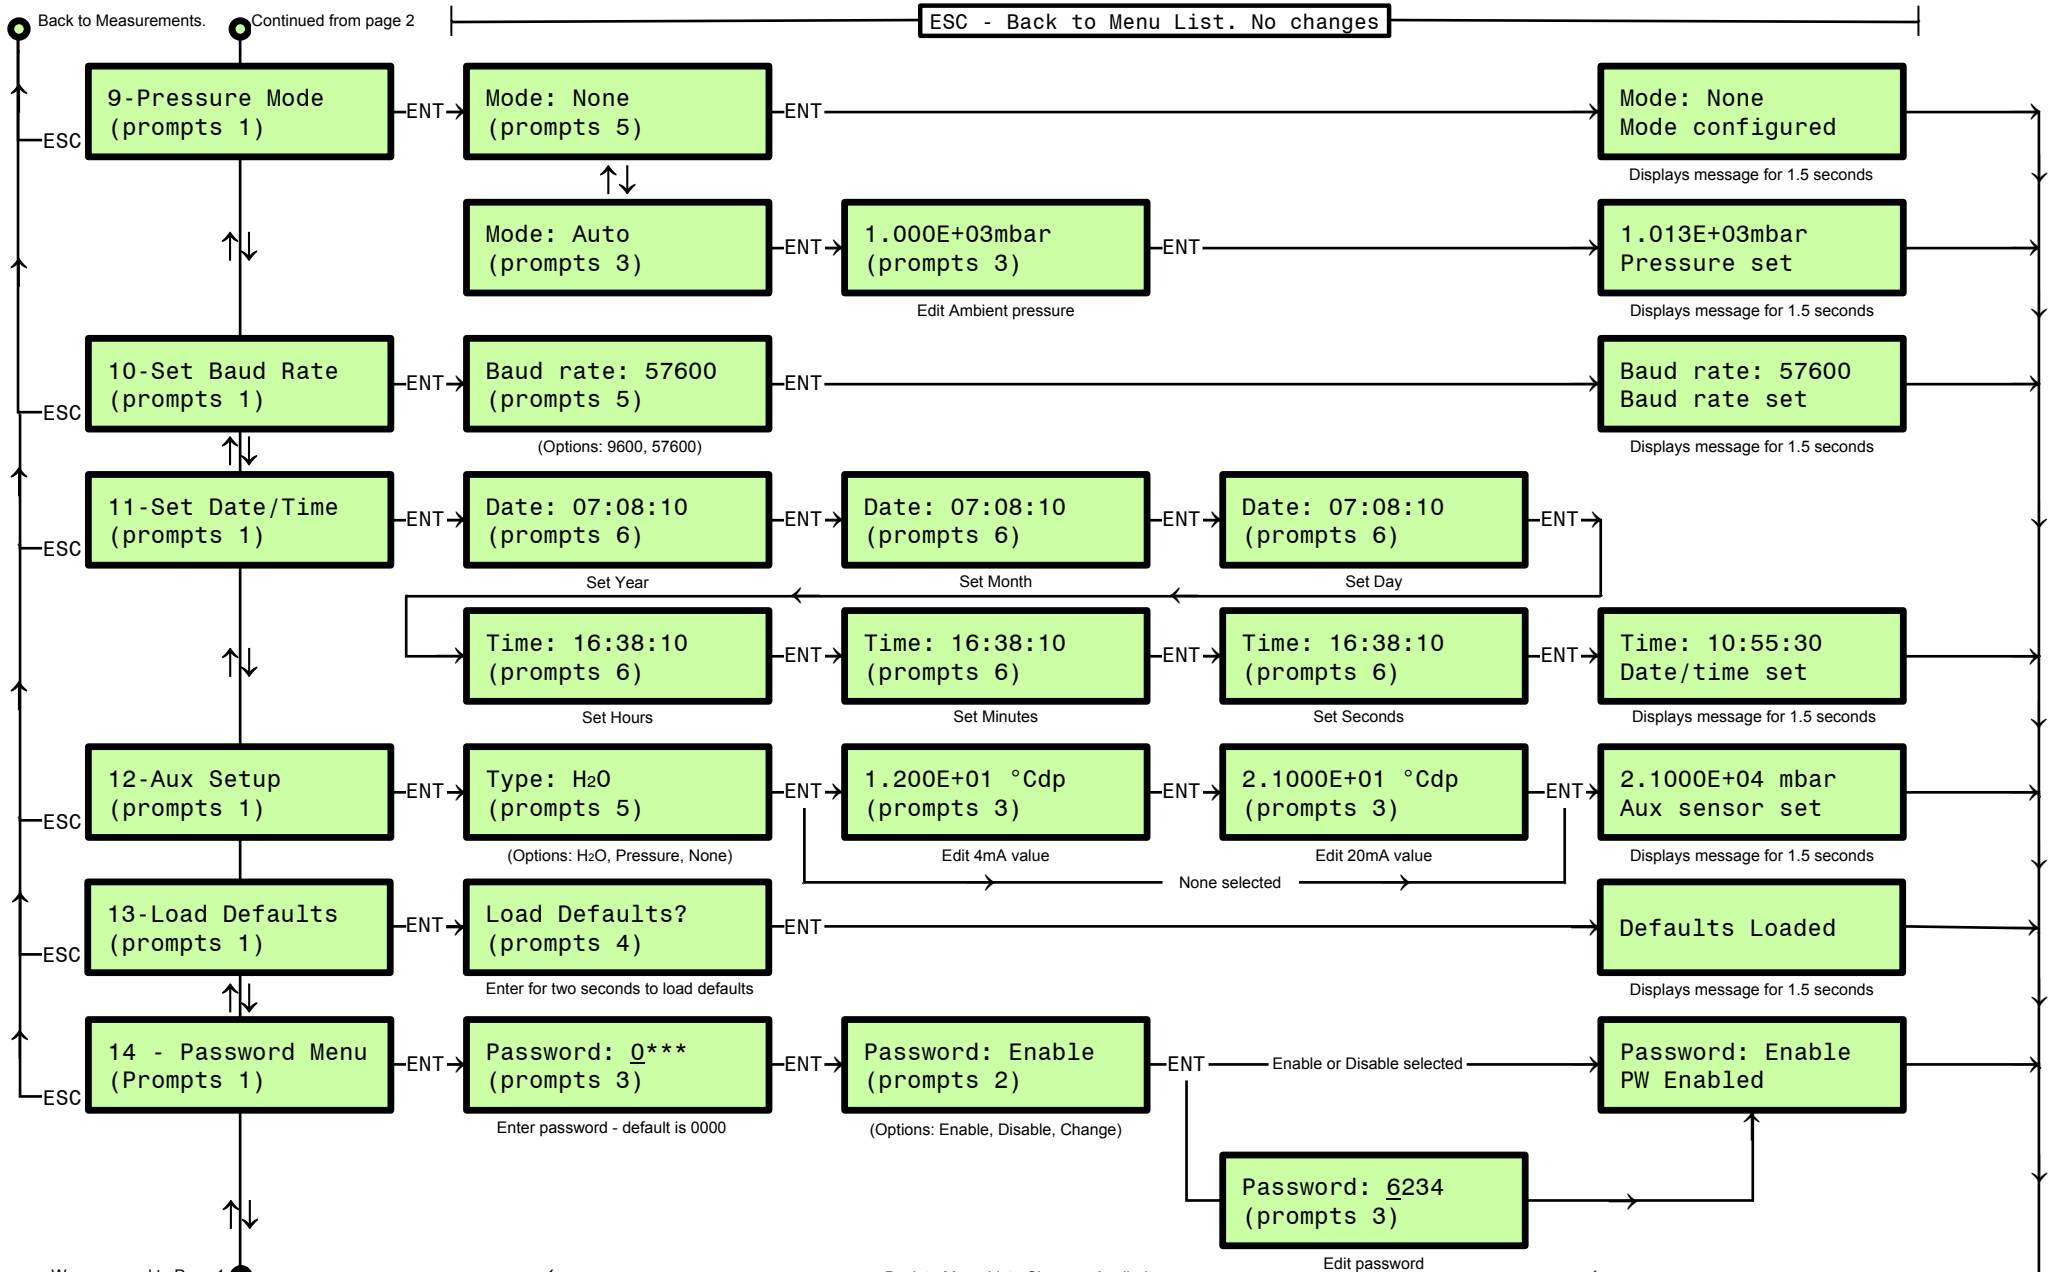 Back to Measurements.
Continued from page 2
ESC - Back to Menu List. No changes
9-Pressure Mode
(prompts 1)
ESC
ENT
Mode: None
(prompts 5)
ENT
Mode: None
Mode configured
Displays message for 1.5 seconds
Mode: Auto
(prompts 3)
ENT
1.000E+03mbar
(prompts 3)
Edit Ambient pressure
ENT
1.013E+03mbar
Pressure set
Displays message for 1.5 seconds
10-Set Baud Rate
(prompts 1)
ESC
ENT
Baud rate: 57600
(prompts 5)
(Options: 9600, 57600)
ENT
Baud rate: 57600
Baud rate set
Displays message for 1.5 seconds
11-Set Date/Time
(prompts 1)
ESC
ENT
Date: 07:08:10
(prompts 6)
Set Year
ENT
Date: 07:08:10
(prompts 6)
Set Month
ENT
Date: 07:08:10
(prompts 6)
Set Day
ENT
Time: 16:38:10
(prompts 6)
Set Hours
ENT
Time: 16:38:10
(prompts 6)
Set Minutes
ENT
Time: 16:38:10
(prompts 6)
Set Seconds
ENT
Time: 10:55:30
Date/time set
Displays message for 1.5 seconds
12-Aux Setup
(prompts 1)
ESC
ENT
Type: H2O
(prompts 5)
(Options: H2O, Pressure, None)
ENT
1.200E+01 °Cdp
(prompts 3)
Edit 4mA value
ENT
2.1000E+01 °Cdp
(prompts 3)
Edit 20mA value
ENT
2.1000E+04 mbar
Aux sensor set
Displays message for 1.5 seconds
None selected
13-Load Defaults
(prompts 1)
ESC
ENT
Load Defaults?
(prompts 4)
Enter for two seconds to load defaults
ENT
Defaults Loaded
Displays message for 1.5 seconds
14 - Password Menu
(Prompts 1)
ESC
ENT
Password: 0***
(prompts 3)
Enter password - default is 0000
ENT
Password: Enable
(prompts 2)
(Options: Enable, Disable, Change)
ENT
Enable or Disable selected
Password: Enable
PW Enabled
Password: 6234
(prompts 3)
Edit password